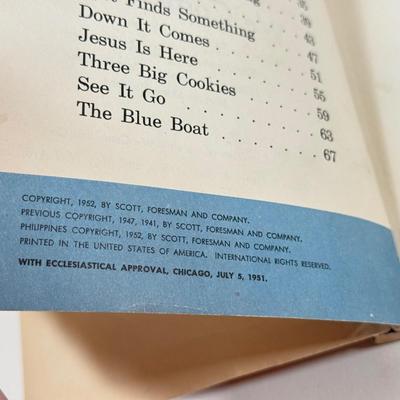 35
39
g 43
Finds Something 47
Down It Comes . 51
Jesus Is Here . . . . 55
Three Big Cookies . . . 59
See It Go . . . . . . 63
The Blue Boat . . . . . . 67
COPYRIGHT, 1952, BY SCOTT, FORESMAN AND COMPANY.
PREVIOUS COPYRIGHT, 1947, 1941, BY SCOTT, FORESMAN AND COMPANY.
PHILIPPINES COPYRIGHT, 1952, BY SCOTT, FORESMAN AND COMPANY.
PRINTED IN THE UNITED STATES OF AMERICA. INTERNATIONAL RIGHTS RESERVED.
WITH ECCLESIASTICAL APPROVAL, CHICAGO, JULY 5, 1951.